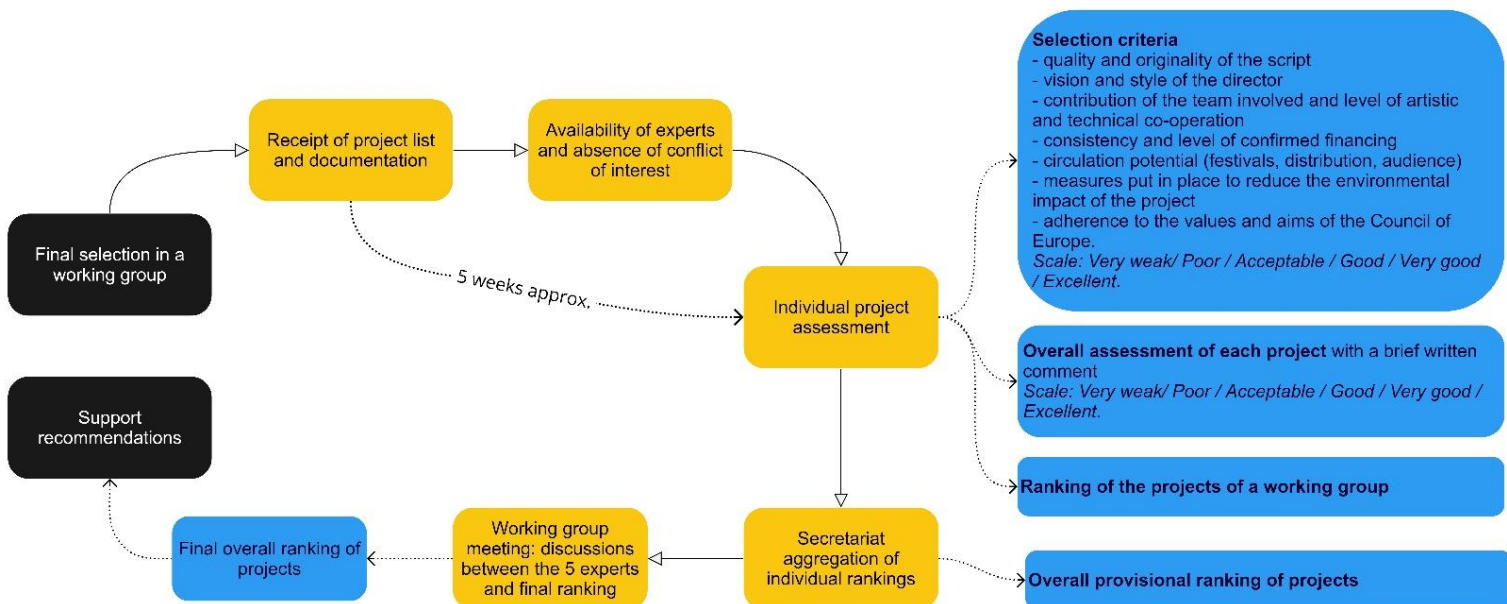 Final selection in a
working group
Receipt of project list
and documentation
Availability of experts
and absence of conflict
of interest
5 weeks approx.
Individual project
assessment
Selection criteria
- quality and originality of the script
- vision and style of the director
- contribution of the team involved and level of artistic
and technical co-operation
- consistency and level of confirmed financing
- circulation potential (festivals, distribution, audience)
- measures put in place to reduce the environmental
impact of the project
- adherence to the values and aims of the Council of
Europe.
Scale: Very weak/ Poor / Acceptable / Good / Very good
/ Excellent.
Overall assessment of each project with a brief written
comment
Scale: Very weak/ Poor / Acceptable / Good / Very good /
Excellent.
Ranking of the projects of a working group
Secretariat
aggregation of
individual rankings
Overall provisional ranking of projects
Working group
meeting: discussions
between the 5 experts
and final ranking
Final overall ranking of
projects
Support
recommendations